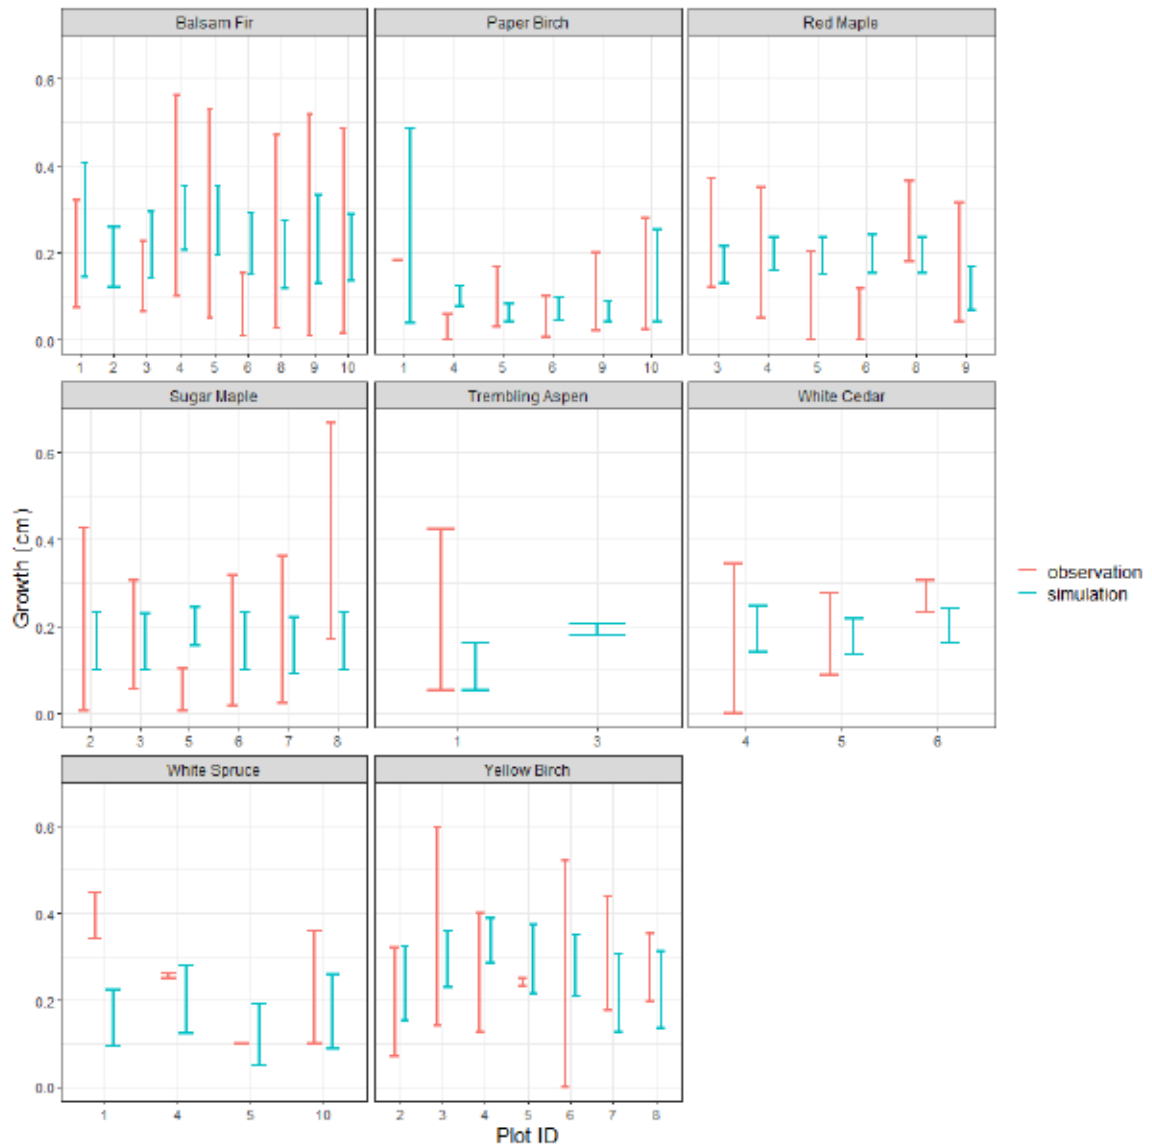 Balsam Fir Paper Birch Red Maple
0.6
0.4
0.2
0.0
1 2 3 4 5 6 8 9 10 1 4 5 6 9 10 3 4 5 6 8 9
Sugar Maple Trembling Aspen White Cedar
0.6
0.4
0.2
0.0
2 3 5 6 7 8 1 3 4 5 6
White Spruce Yellow Birch
0.6
0.4
0.2
0.0
1 4 5 10 2 3 4 5 6 7 8
Growth (cm)
Plot ID
observation
simulation